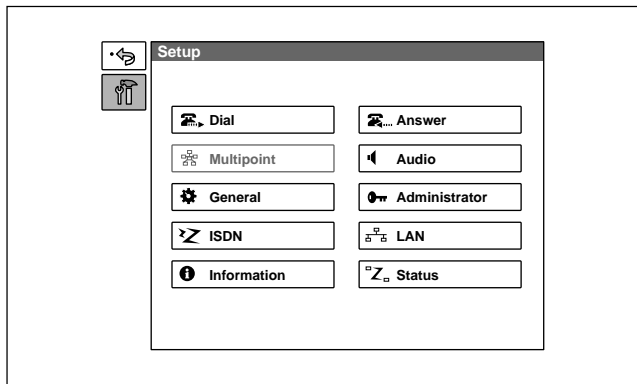 Setup
Dial
Answer
Multipoint
Audio
General
Administrator
ISDN
LAN
Information
Status